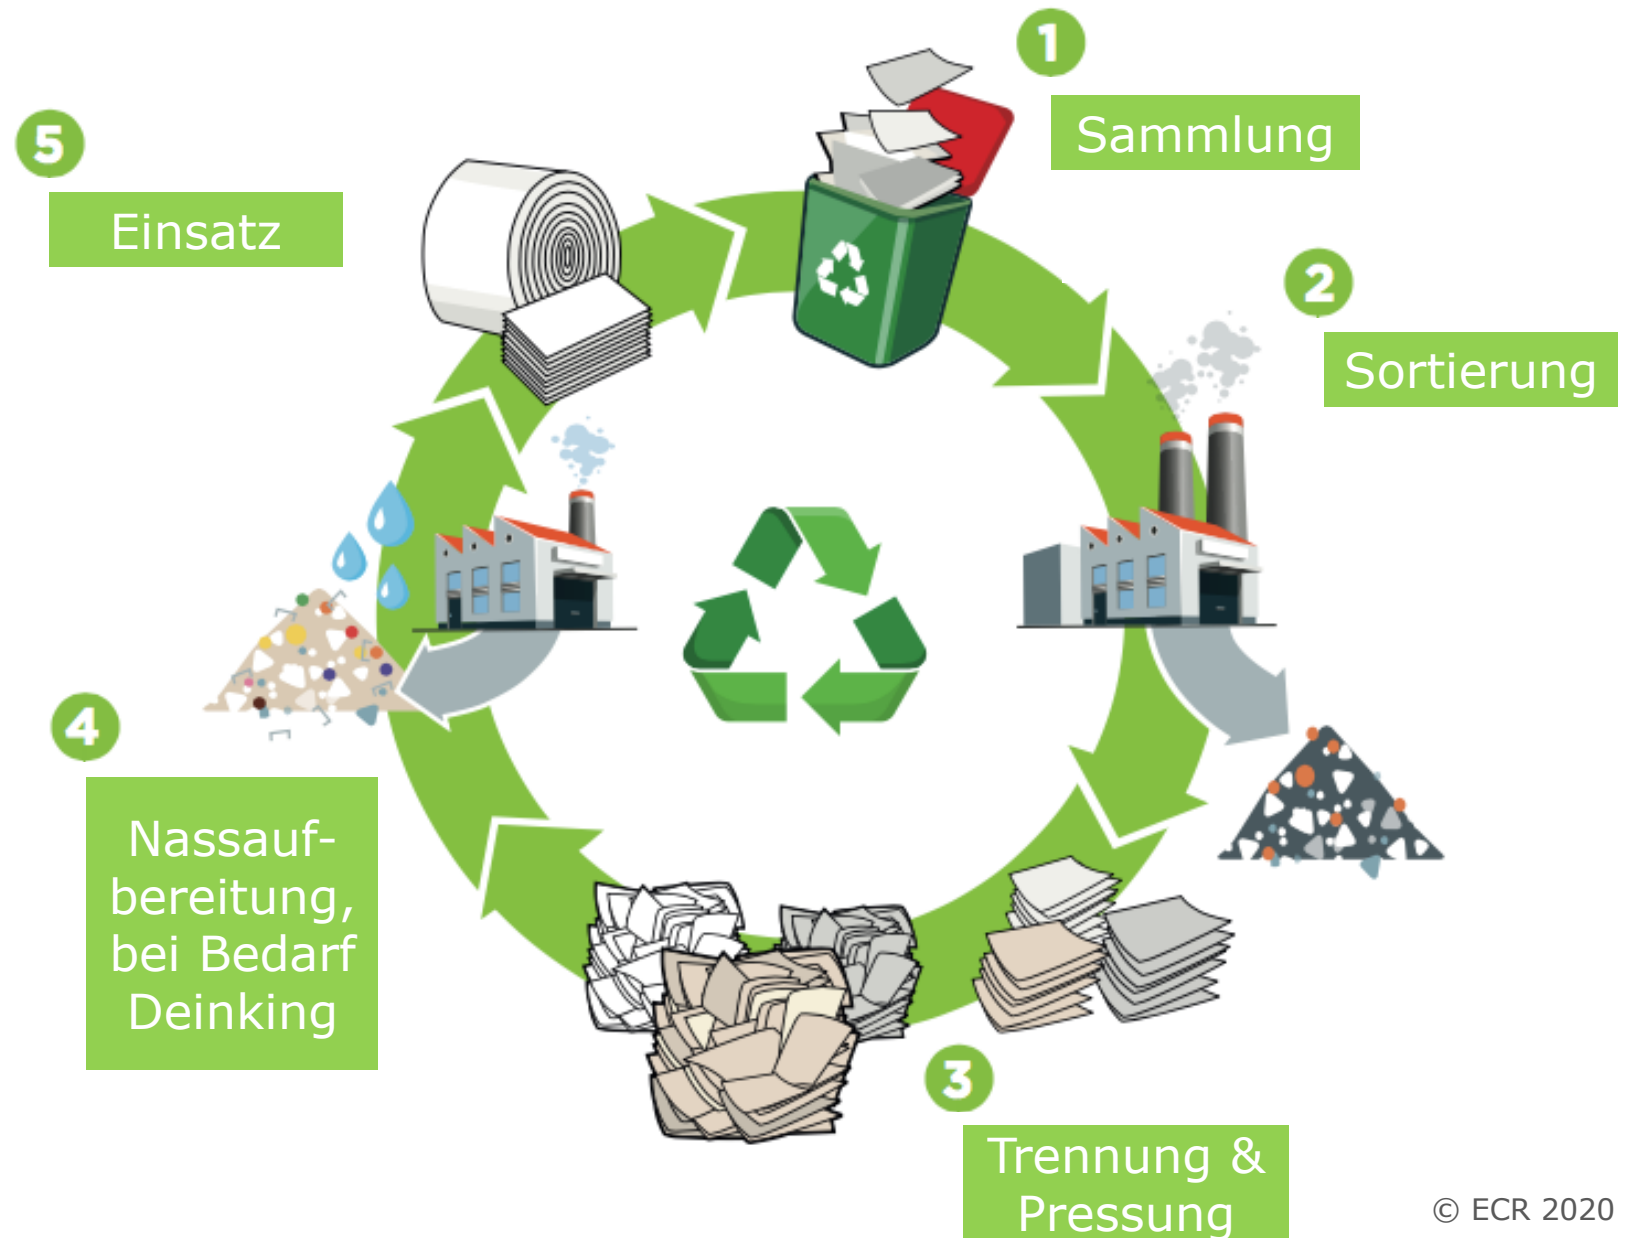 1
Sammlung
2
Sortierung
3
Trennung &
Pressung
4
Nassauf-
bereitung,
bei Bedarf
Deinking
5
Einsatz
© ECR 2020